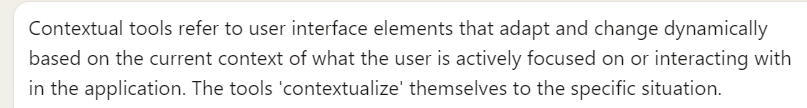 Contextual tools refer to user interface elements that adapt and change dynamically
based on the current context of what the user is actively focused on or interacting with
in the application. The tools 'contextualize' themselves to the specific situation.